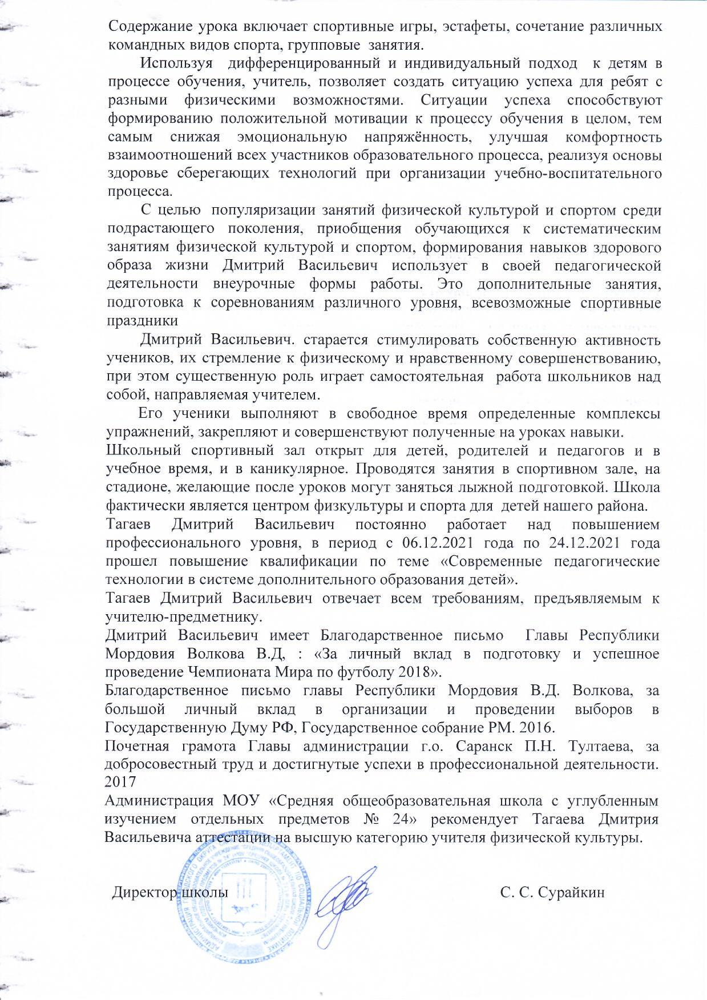 Содержание урока включает спортивные игры, эстафеты, сочетание различных
командных видов спорта, групповые занятия.
Используя дифференцированный и индивидуальный подход к детям в
процессе обучения, учитель, позволяет создать ситуацию успеха для ребят с
разными физическими возможностями. Ситуации успеха способствуют
формированию положительной мотивации к процессу обучения в целом, тем
самым снижая эмоциональную напряжённость, улучшая комфортность
взаимоотношений всех участников образовательного процесса, реализуя основы
здоровье сберегающих технологий при организации учебно-воспитательного
процесса.
С целью популяризации занятий физической культурой и спортом среди
подрастающего поколения, приобщения обучающихся к систематическим
занятиям физической культурой и спортом, формирования навыков здорового
образа жизни Дмитрий Васильевич использует в своей педагогической
деятельности внеурочные формы работы. Это дополнительные занятия,
подготовка к соревнованиям различного уровня, всевозможные спортивные
праздники
Дмитрий Васильевич. старается стимулировать собственную активность
учеников, их стремление к физическому и нравственному совершенствованию,
при этом существенную роль играет самостоятельная работа школьников над
собой, направляемая учителем.
Его ученики выполняют в свободное время определенные комплексы
упражнений, закрепляют и совершенствуют полученные на уроках навыки.
Школьный спортивный зал открыт для детей, родителей и педагогов и в
учебное время, и в каникулярное. Проводятся занятия в спортивном зале, на
стадионе, желающие после уроков могут заняться лыжной подготовкой. Школа
фактически является центром физкультуры и спорта для детей нашего района.
Тагаев Дмитрий Васильевич постоянно работает над повышением
профессионального уровня, в период с 06.12.2021 года по 24.12.2021 года
прошел повышение квалификации по теме «Современные педагогические
технологии в системе дополнительного образования детей».
Тагаев Дмитрий Васильевич отвечает всем требованиям, предъявляемым к
учителю-предметнику.
Дмитрий Васильевич имеет Благодарственное письмо Главы Республики
Мордовия Волкова В.Д, : «За личный вклад в подготовку и успешное
проведение Чемпионата Мира по футболу 2018».
Благодарственное письмо главы Республики Мордовия В.Д. Волкова, за
большой личный вклад в организации и проведении выборов в
Государственную Думу РФ, Государственное собрание РМ. 2016.
Почетная грамота Главы администрации г.о. Саранск П.Н. Тултаева, за
добросовестный труд и достигнутые успехи в профессиональной деятельности.
2017
Администрация МОУ «Средняя общеобразовательная школа с углубленным
изучением отдельных предметов № 24» рекомендует Тагаева Дмитрия
Васильевича аттестации на высшую категорию учителя физической культуры.
Директор школы С. С. Сурайкин